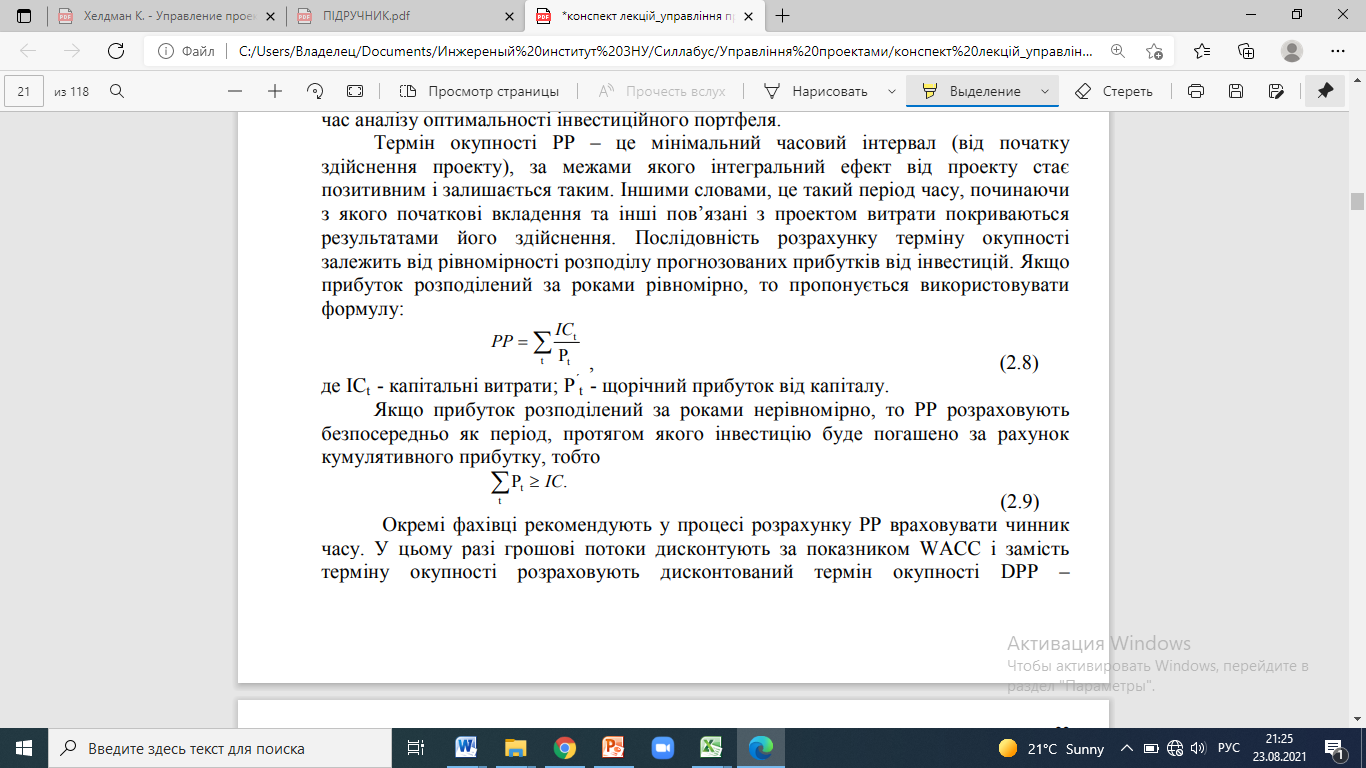 Хелдман К. - Управление прое
ПІДРУЧНИК.pdf
*конспект лекцій_управління п
Файл
C:/Users/Владелец/Documents/Инжереный%20институт%20ЗНУ/Силлабус/Управління%20проектами/конспект%20лекцій_управлін...
21 из 118
Просмотр страницы
Прочесть вслух
Нарисовать
Выделение
Стереть
час аналізу оптимальності інвестиційного портфеля.
Термін окупності PP – це мінімальний часовий інтервал (від початку
здійснення проекту), за межами якого інтегральний ефект від проекту стає
позитивним і залишається таким. Іншими словами, це такий період часу, починаючи
з якого початкові вкладення та інші пов’язані з проектом витрати покриваються
результатами його здійснення. Послідовність розрахунку терміну окупності
залежить від рівномірності розподілу прогнозованих прибутків від інвестицій. Якщо
прибуток розподілений за роками рівномірно, то пропонується використовувати
формулу:
PP = ∑t ICt / Pt , (2.8)
де ICt - капітальні витрати; P´t - щорічний прибуток від капіталу.
Якщо прибуток розподілений за роками нерівномірно, то PP розраховують
безпосередньо як період, протягом якого інвестицію буде погашено за рахунок
кумулятивного прибутку, тобто
∑t Pt ≥ IC. (2.9)
Окремі фахівці рекомендують у процесі розрахунку PP враховувати чинник
часу. У цьому разі грошові потоки дисконтують за показником WACC і замість
терміну окупності розраховують дисконтований термін окупності DPP –
Активация Windows
Чтобы активировать Windows, перейдите в
раздел "Параметры".
Введите здесь текст для поиска
21°C Sunny
РУС
21:25
23.08.2021
1